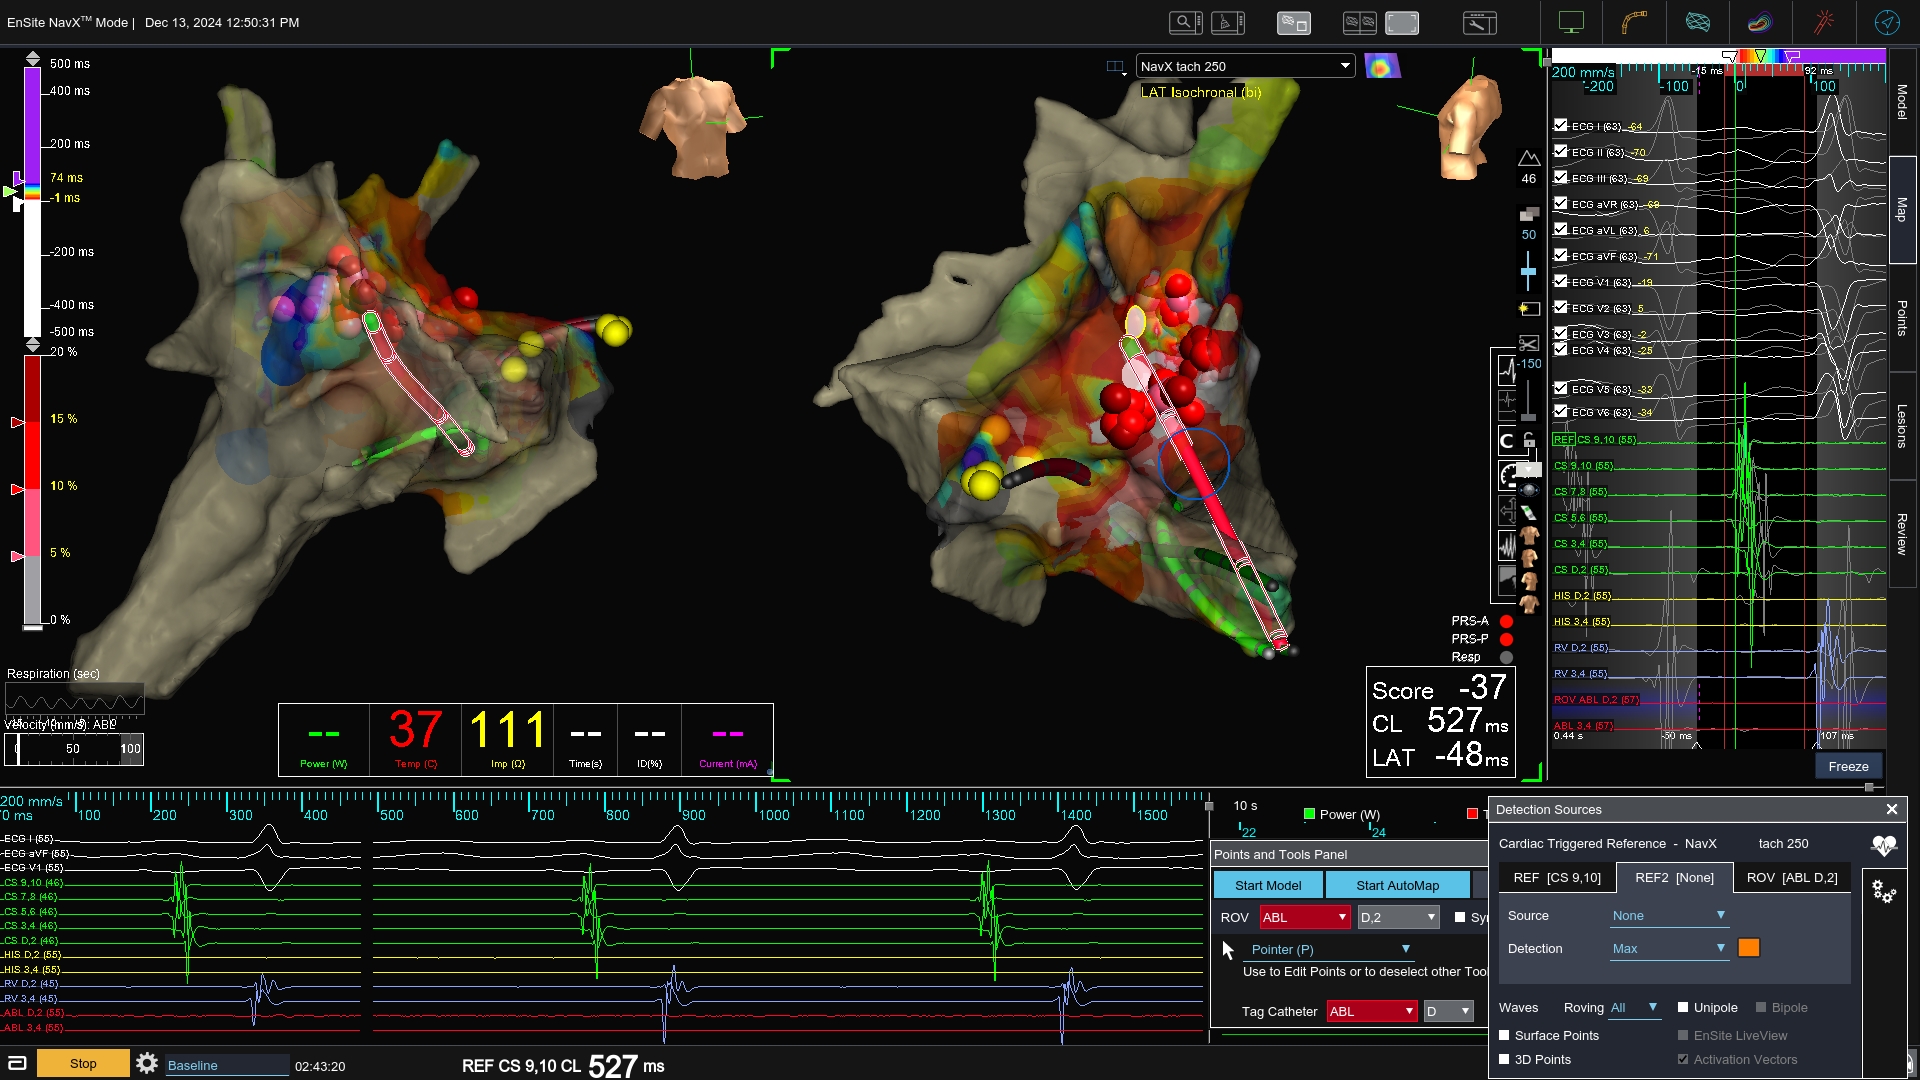 EnSite NavX™ Mode | Dec 13, 2024 12:50:31 PM
500 ms
400 ms
200 ms
74 ms
-1 ms
-200 ms
-400 ms
-500 ms
20 %
15 %
10 %
5 %
0 %
NavX tach 250
LAT Isochronal (bi)
46
50
-150
C
PRS-A
PRS-P
Resp
Score -37
CL 527 ms
LAT -48 ms
Respiration (sec)
Velocity (mm/s): ABL
0 50 100
-- 37 111 -- -- --
Power (W) Temp (C) Imp (Ω) Time(s) ID(%) Current (mA)
200 mm/s -15 ms 92 ms
-200 -100 0 100
ECG I (63) -64
ECG II (63) -70
ECG III (63) -69
ECG aVR (63) -69
ECG aVL (63) 6
ECG aVF (63) -71
ECG V1 (63) -19
ECG V2 (63) 5
ECG V3 (63) -2
ECG V4 (63) -25
ECG V5 (63) -33
ECG V6 (63) -34
REF CS 9,10 (55)
CS 9,10 (55)
CS 7,8 (55)
CS 5,6 (55)
CS 3,4 (55)
CS D,2 (55)
HIS D,2 (55)
HIS 3,4 (55)
RV D,2 (55)
RV 3,4 (55)
ROV ABL D,2 (57)
ABL 3,4 (57)
0.44 s -50 ms 107 ms
Freeze
Model
Map
Points
Lesions
Review
200 mm/s
0 ms 100 200 300 400 500 600 700 800 900 1000 1100 1200 1300 1400 1500
ECG I (55)
ECG aVF (55)
ECG V1 (55)
CS 9,10 (46)
CS 7,8 (46)
CS 5,6 (46)
CS 3,4 (46)
CS D,2 (46)
HIS D,2 (55)
HIS 3,4 (55)
RV D,2 (45)
RV 3,4 (45)
ABL D,2 (55)
ABL 3,4 (55)
10 s Power (W)
22 24
Points and Tools Panel
Start Model Start AutoMap
ROV ABL D,2
Pointer (P)
Use to Edit Points or to deselect other
Tag Catheter ABL D
Detection Sources
Cardiac Triggered Reference - NavX tach 250
REF [CS 9,10] REF2 [None] ROV [ABL D,2]
Source None
Detection Max
Waves Roving All Unipole Bipole
Surface Points EnSite LiveView
3D Points Activation Vectors
Stop Baseline 02:43:20 REF CS 9,10 CL 527 ms